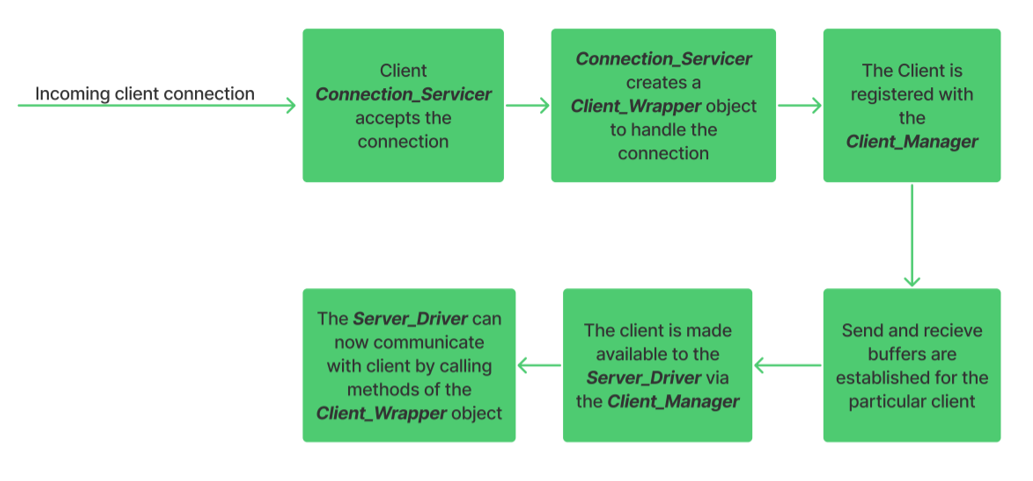 Incoming client connection
Client
Connection_Servicer
accepts the
connection
Connection_Servicer
creates a
Client_Wrapper object
to handle the
connection
The Client is
registered with
the
Client_Manager
Send and recieve
buffers are
established for the
particular client
The client is made
available to the
Server_Driver via
the Client_Manager
The Server_Driver can
now communicate
with client by calling
methods of the
Client_Wrapper object